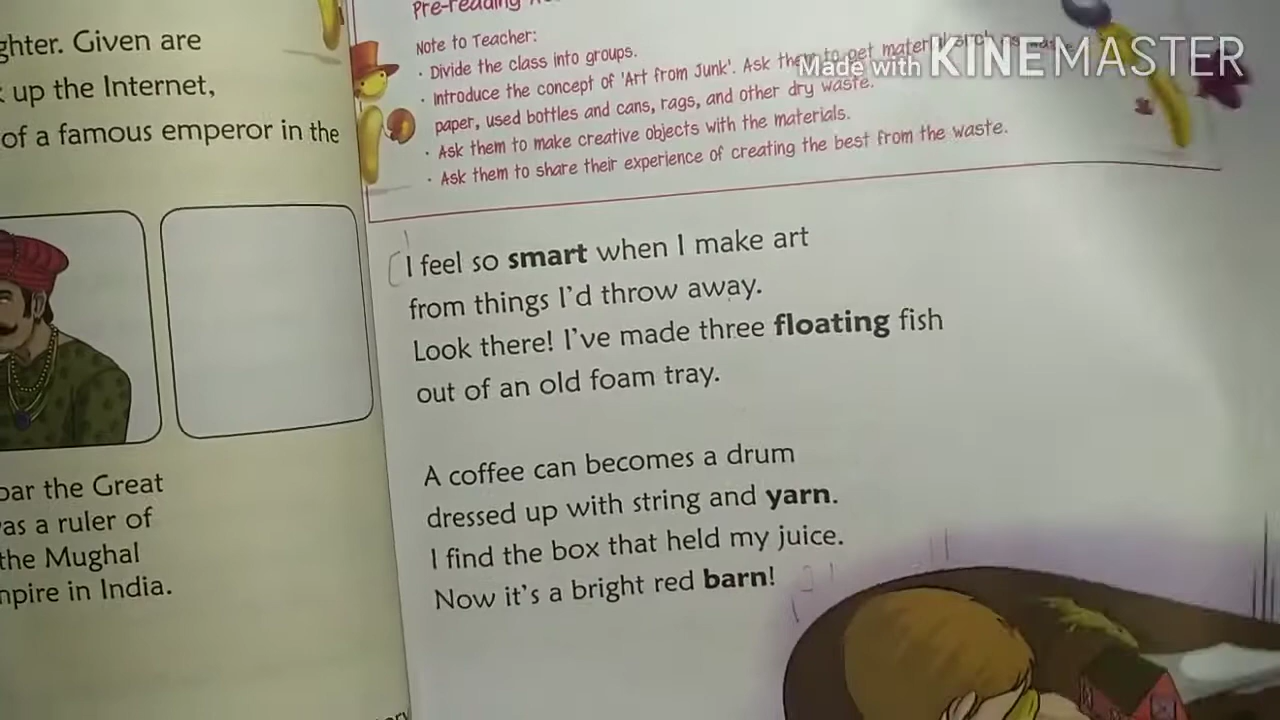 ghter. Given are
up the Internet,
of a famous emperor in the
the Great
as a ruler of
the Mughal
in India.
Pre-reading
Note to Teacher:
· Divide the class into groups.
· Introduce the concept of 'Art from Junk'. Ask them to get material such as
paper, used bottles and cans, rags, and other dry waste.
· Ask them to make creative objects with the materials.
· Ask them to share their experience of creating the best from the waste.
Made with KINEMASTER
I feel so smart when I make art
from things I'd throw away.
Look there! I've made three floating fish
out of an old foam tray.
A coffee can becomes a drum
dressed up with string and yarn.
I find the box that held my juice.
Now it's a bright red barn!